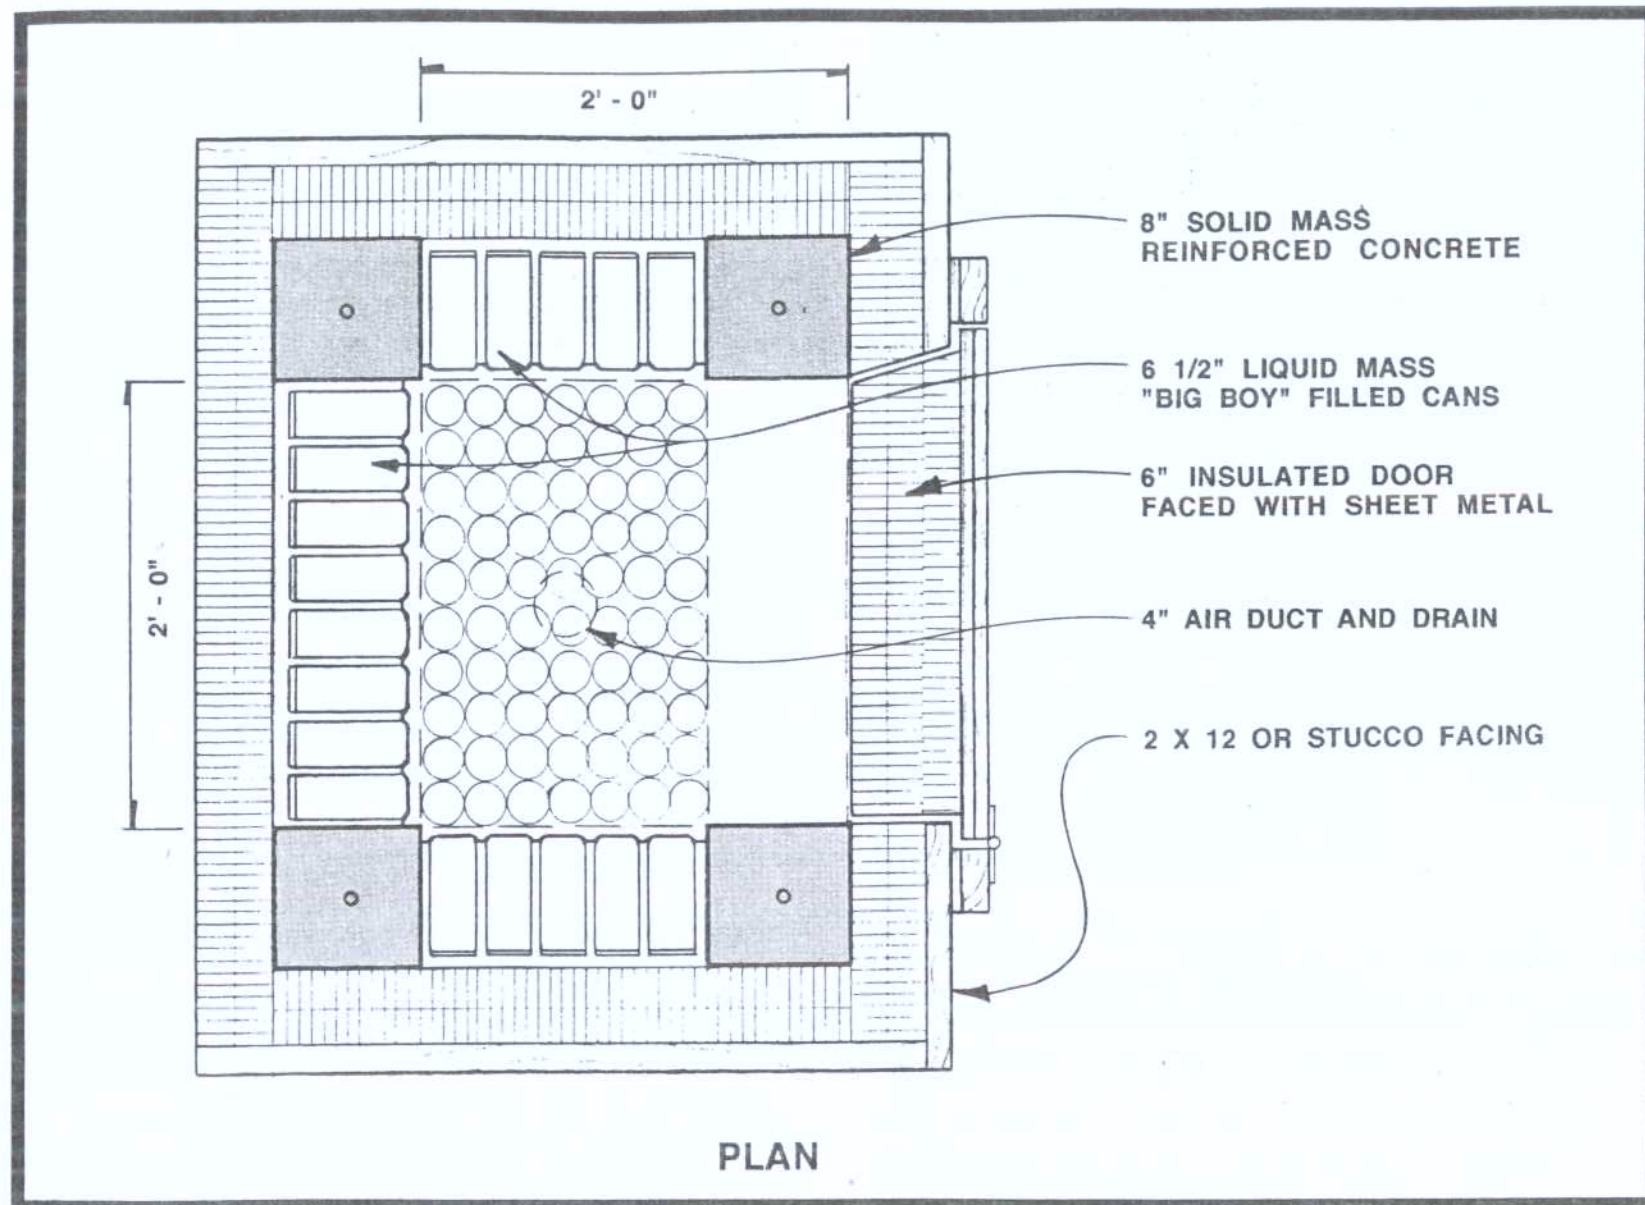 2' - 0"
8" SOLID MASS
REINFORCED CONCRETE
6 1/2" LIQUID MASS
"BIG BOY" FILLED CANS
6" INSULATED DOOR
FACED WITH SHEET METAL
2' - 0"
4" AIR DUCT AND DRAIN
2 X 12 OR STUCCO FACING
PLAN